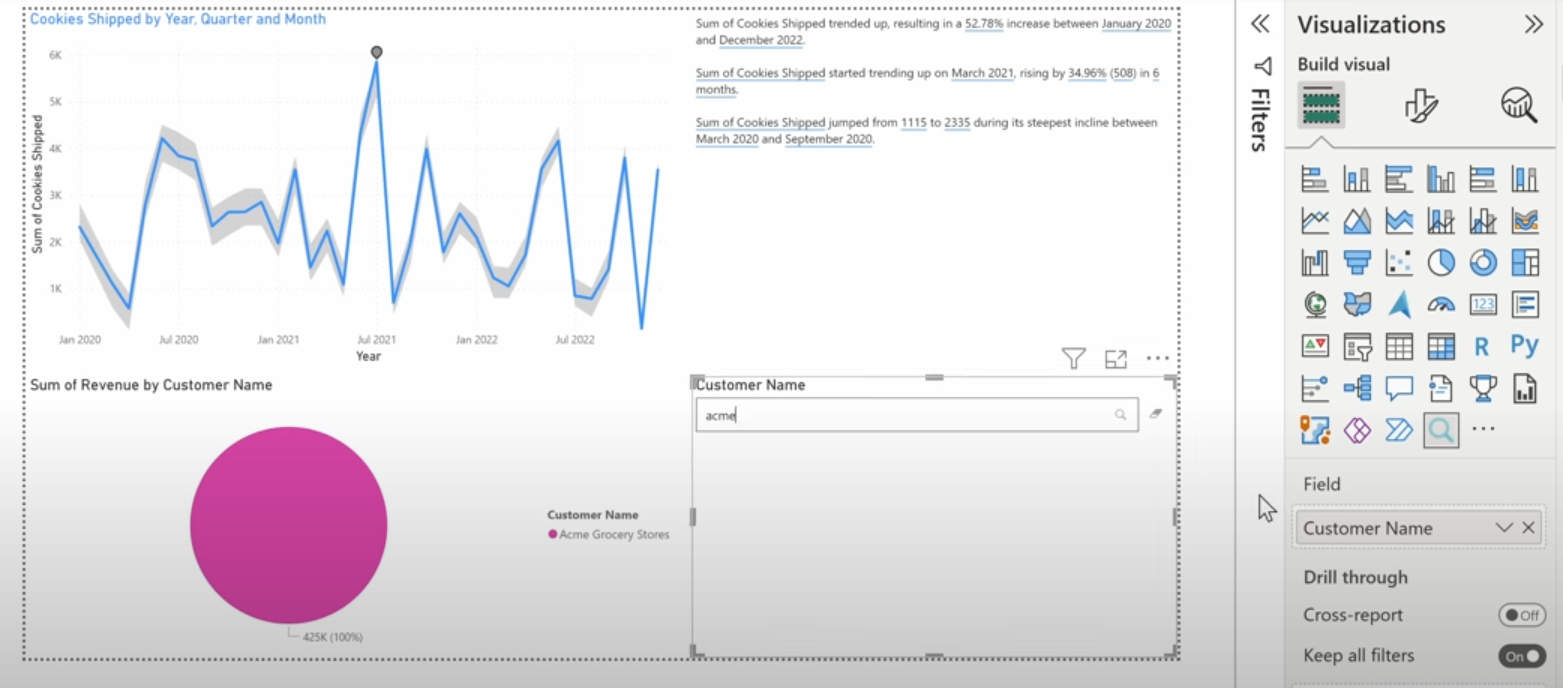 Cookies Shipped by Year, Quarter and Month
Sum of Cookies Shipped
6K
5K
4K
3K
2K
1K
Jan 2020
Jul 2020
Jan 2021
Jul 2021
Jan 2022
Jul 2022
Year
Sum of Cookies Shipped trended up, resulting in a 52.78% increase between January 2020
and December 2022.
Sum of Cookies Shipped started trending up on March 2021, rising by 34.96% (508) in 6
months.
Sum of Cookies Shipped jumped from 1115 to 2335 during its steepest incline between
March 2020 and September 2020.
Sum of Revenue by Customer Name
425K (100%)
Customer Name
Acme Grocery Stores
Customer Name
acme
Filters
Visualizations
Build visual
123
R
Py
Field
Customer Name
Drill through
Cross-report
Off
Keep all filters
On